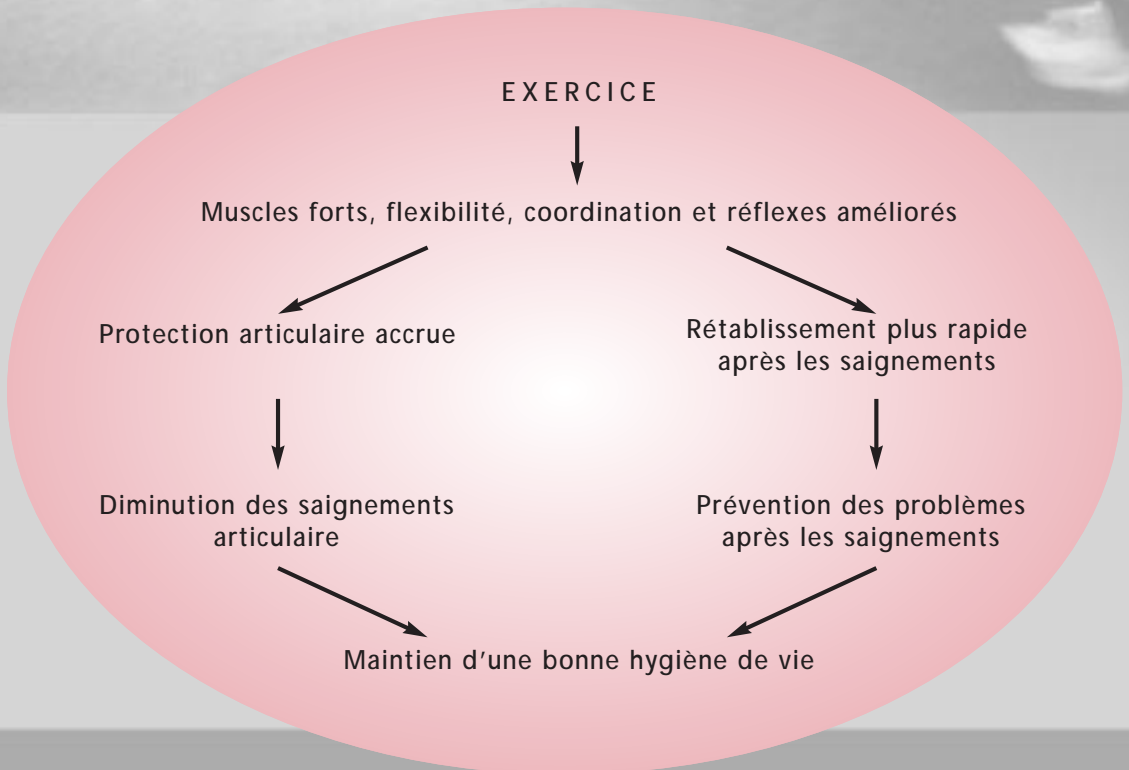 EXERCICE
Muscles forts, flexibilité, coordination et réflexes améliorés
Protection articulaire accrue
Rétablissement plus rapide
après les saignements
Diminution des saignements
articulaire
Prévention des problèmes
après les saignements
Maintien d'une bonne hygiène de vie